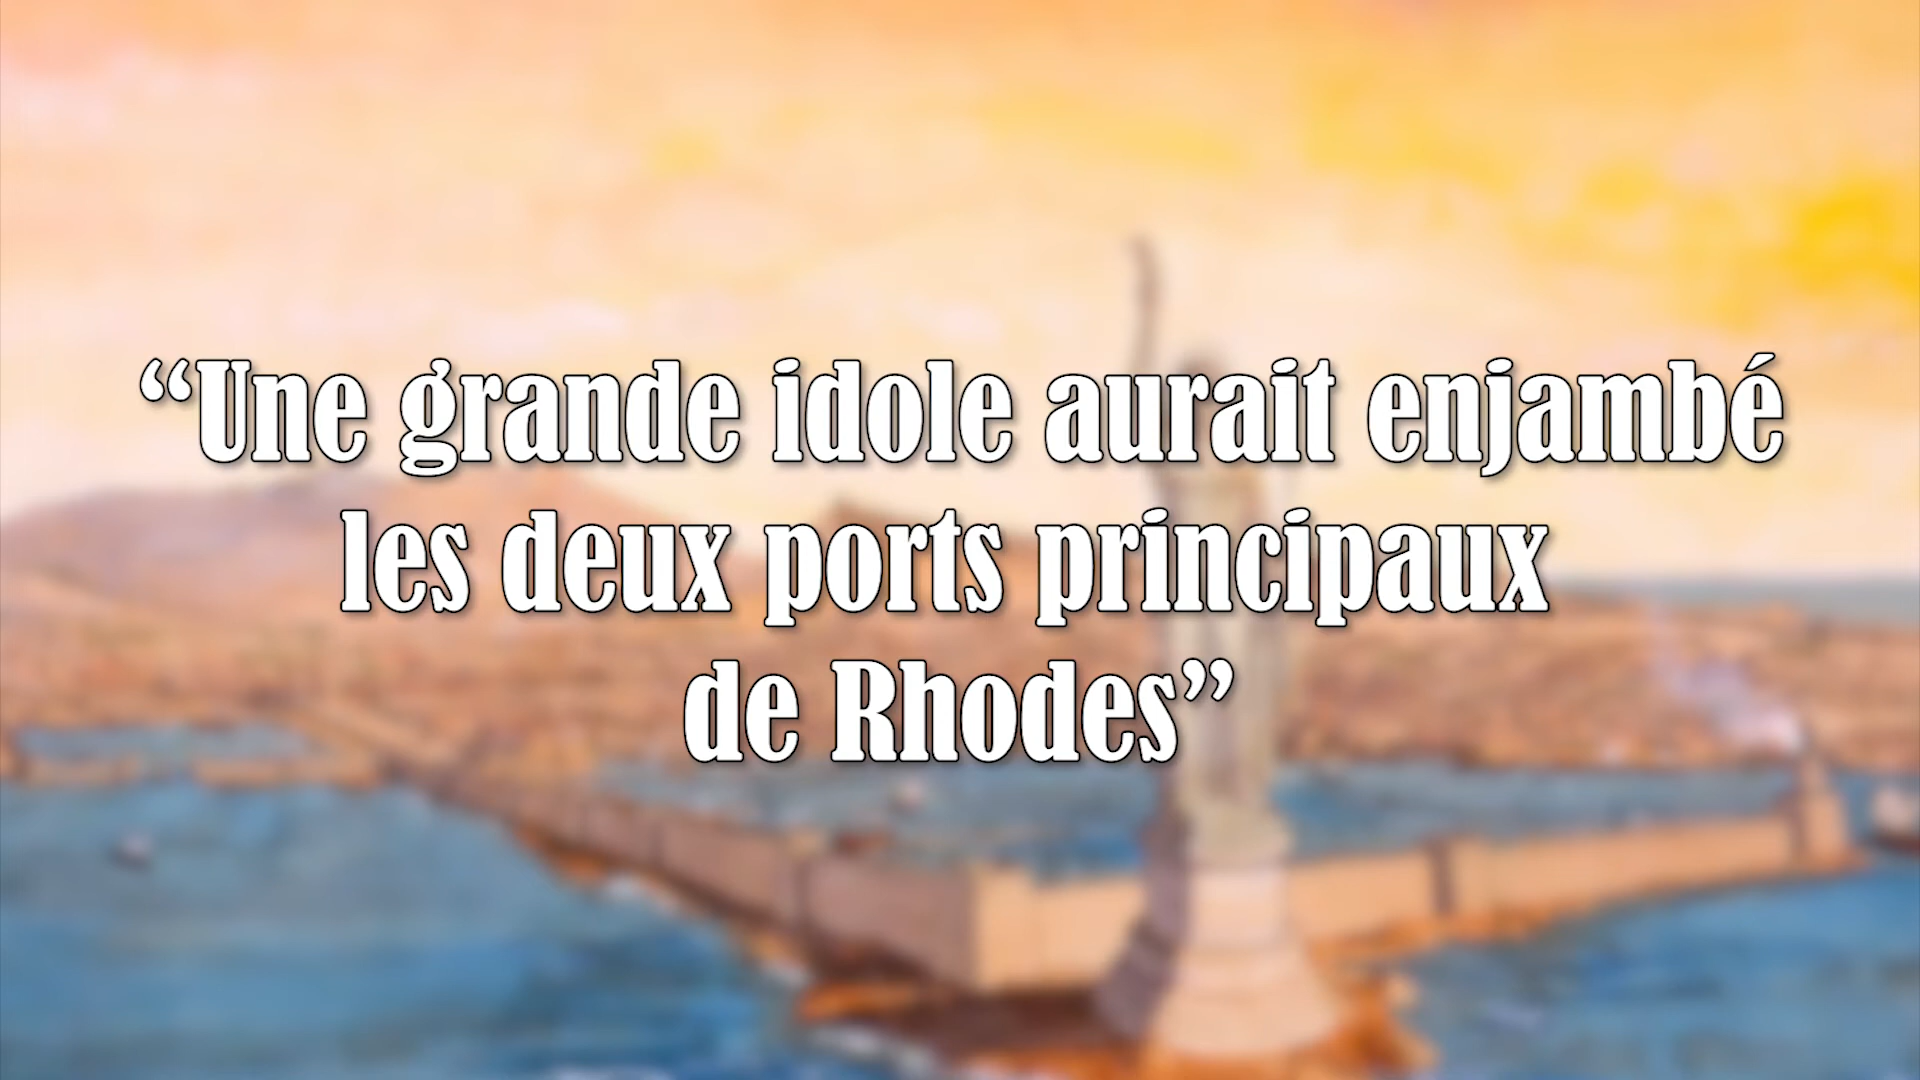 “Une grande idole aurait enjambé
les deux ports principaux
de Rhodes”